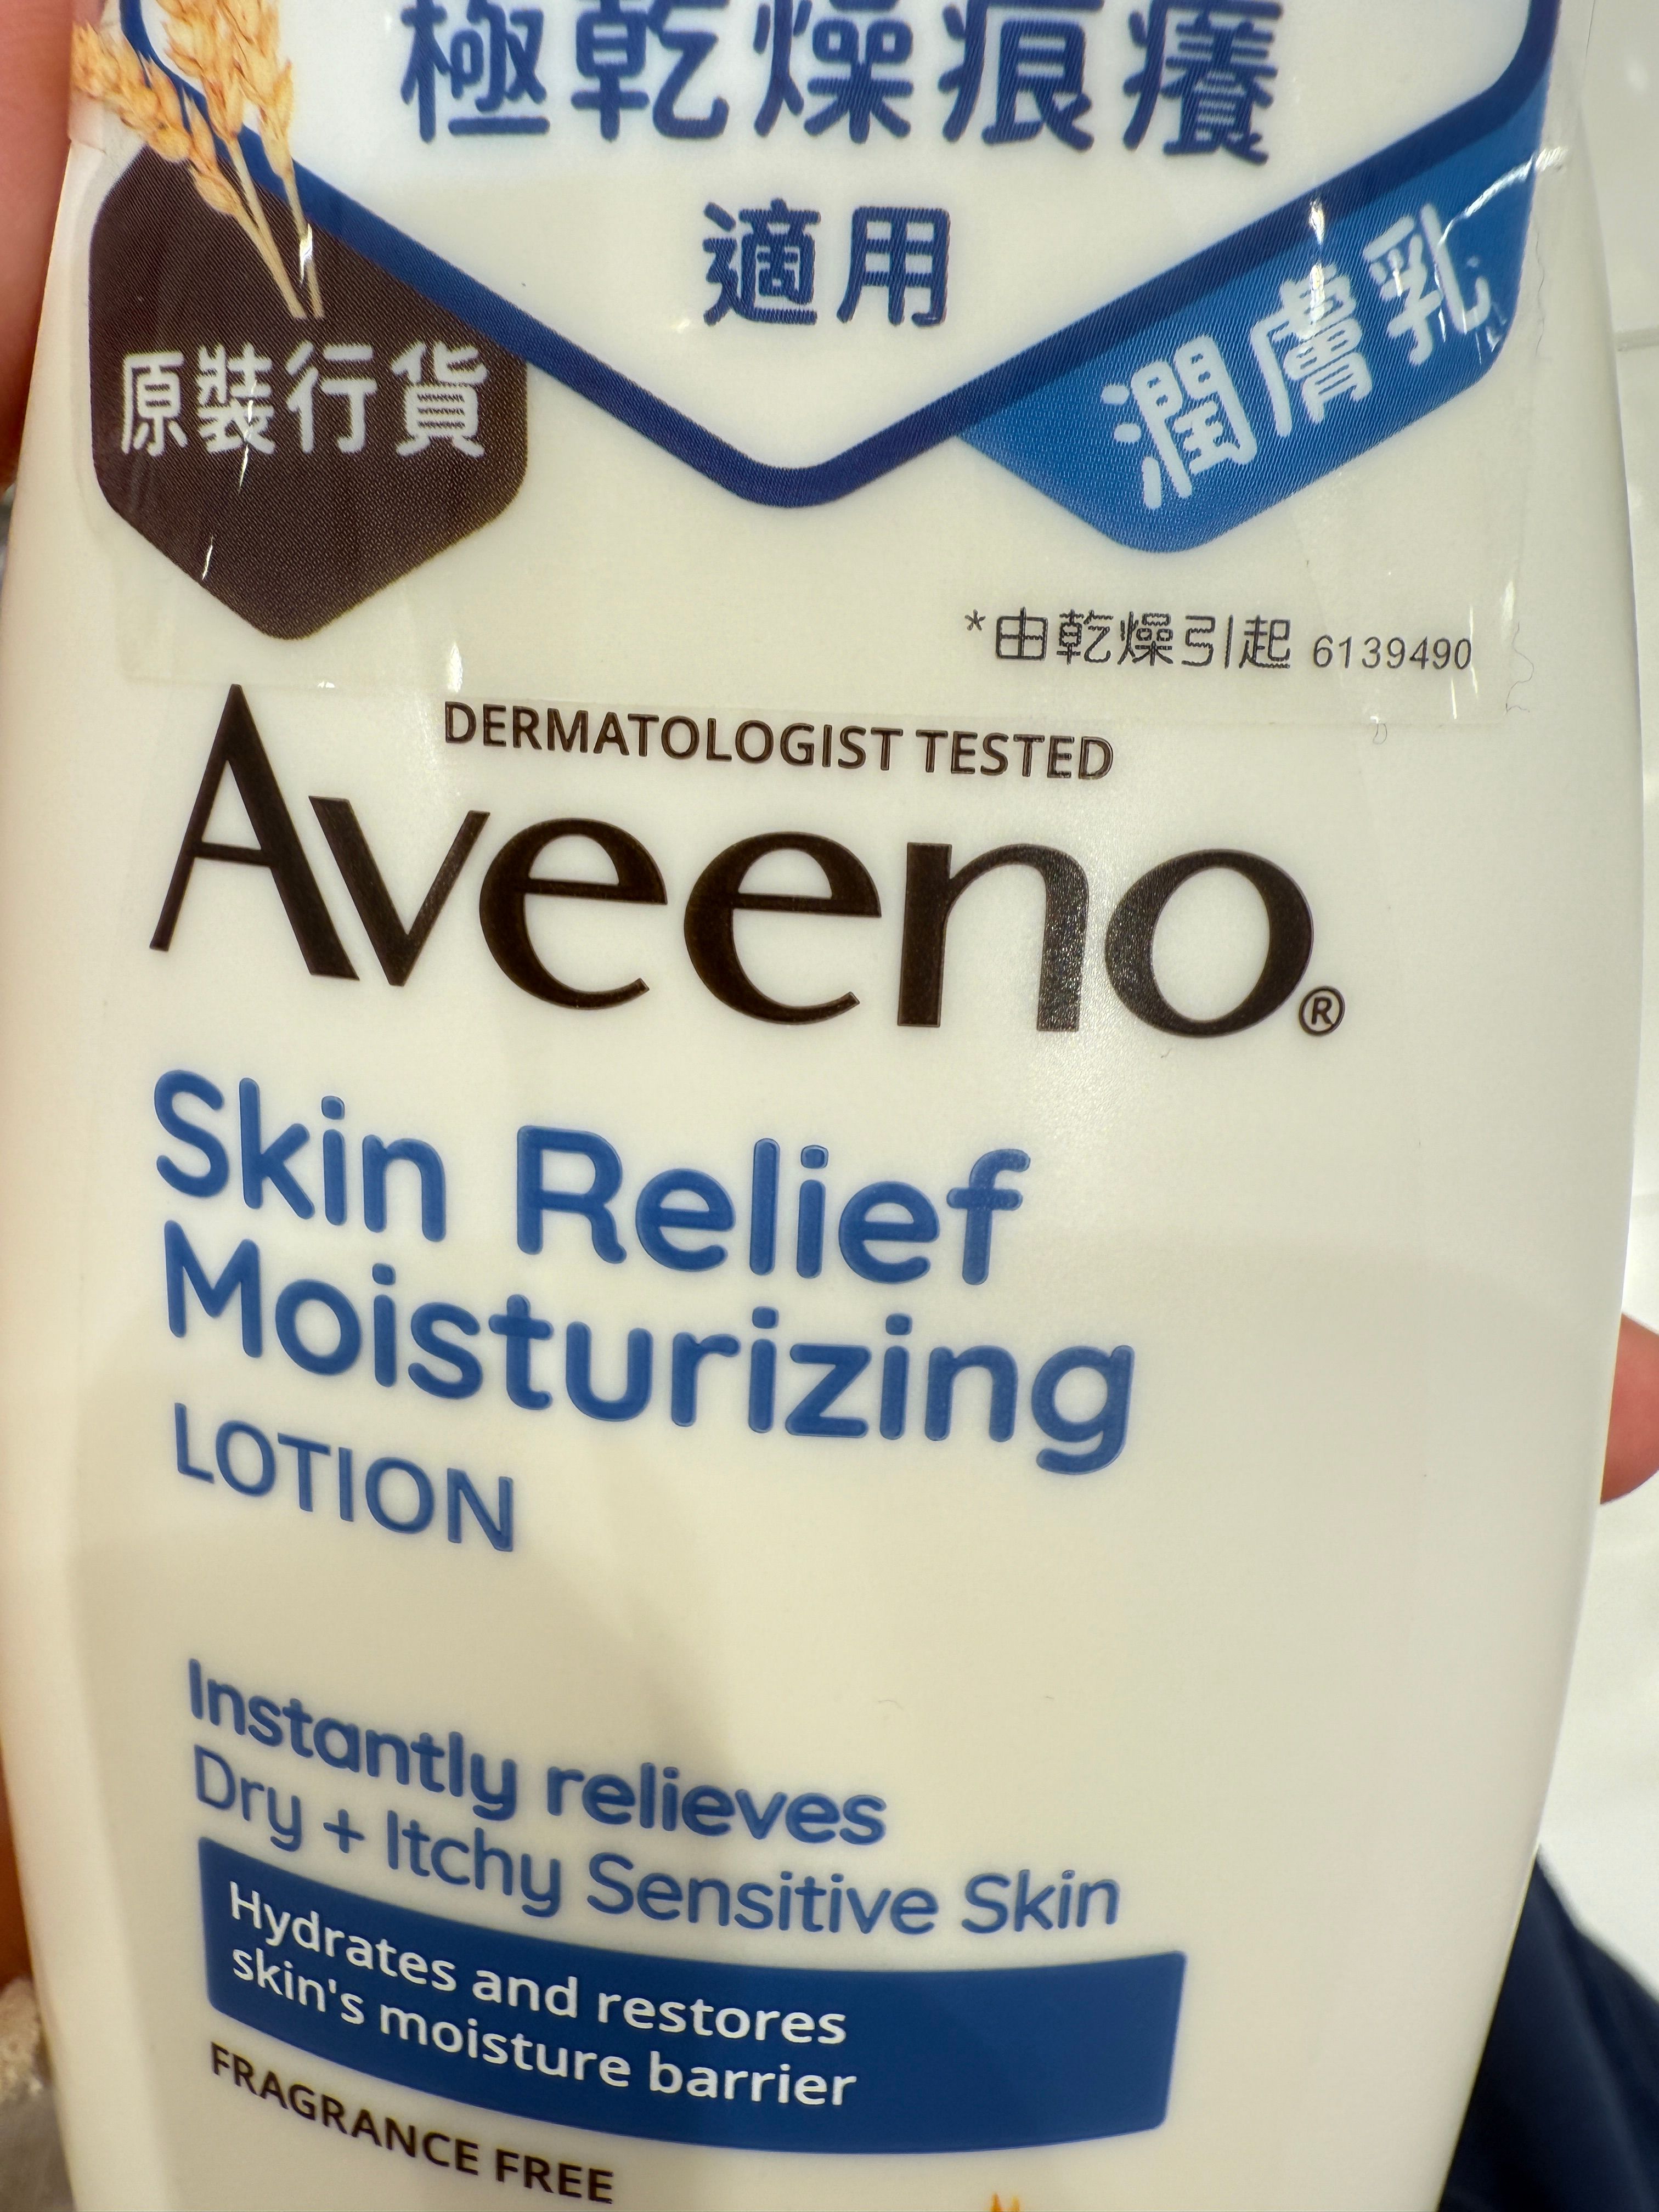 極乾燥痕癢
適用
原裝行貨
潤膚乳
*由乾燥引起 6139490
DERMATOLOGIST TESTED
Aveeno®
Skin Relief
Moisturizing
LOTION
Instantly relieves
Dry + Itchy Sensitive Skin
Hydrates and restores
skin's moisture barrier
FRAGRANCE FREE